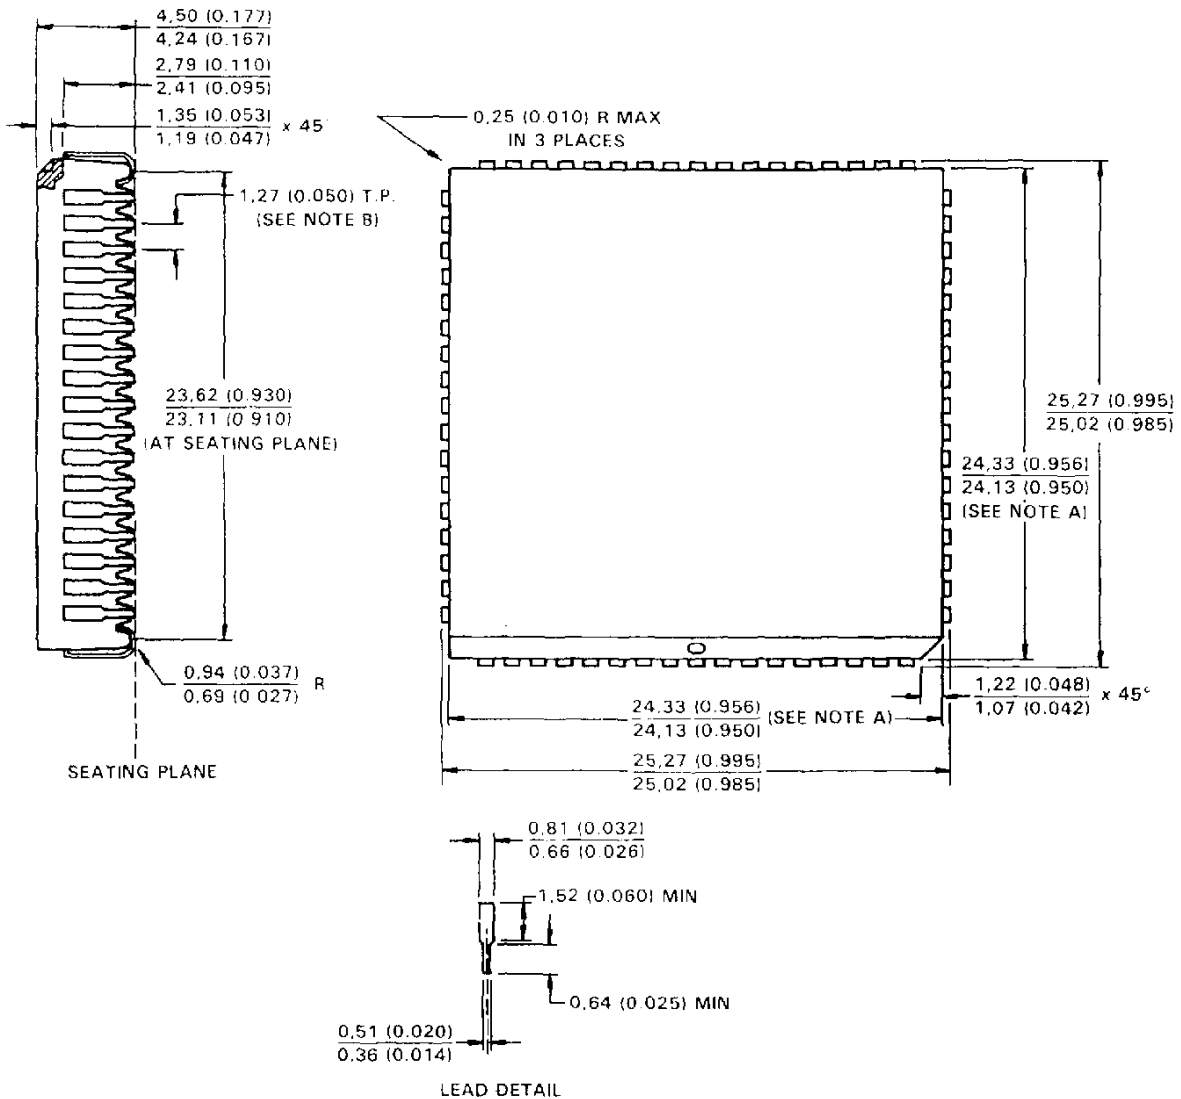 4,50 (0.177)
4,24 (0.167)
2,79 (0.110)
2,41 (0.095)
1,35 (0.053)
1,19 (0.047) x 45
0,25 (0.010) R MAX
IN 3 PLACES
1,27 (0.050) T.P.
(SEE NOTE B)
23,62 (0.930)
23,11 (0 910)
(AT SEATING PLANE)
25,27 (0.995)
25,02 (0.985)
24,33 (0.956)
24,13 (0.950)
(SEE NOTE A)
0,94 (0.037)
0,69 (0 027) R
1,22 (0.048)
1,07 (0.042) x 45°
24,33 (0.956)
24,13 (0.950) (SEE NOTE A)
SEATING PLANE
25,27 (0.995)
25,02 (0.985)
0,81 (0.032)
0.66 (0.026)
1,52 (0.060) MIN
0,64 (0.025) MIN
0,51 (0.020)
0,36 (0.014)
LEAD DETAIL